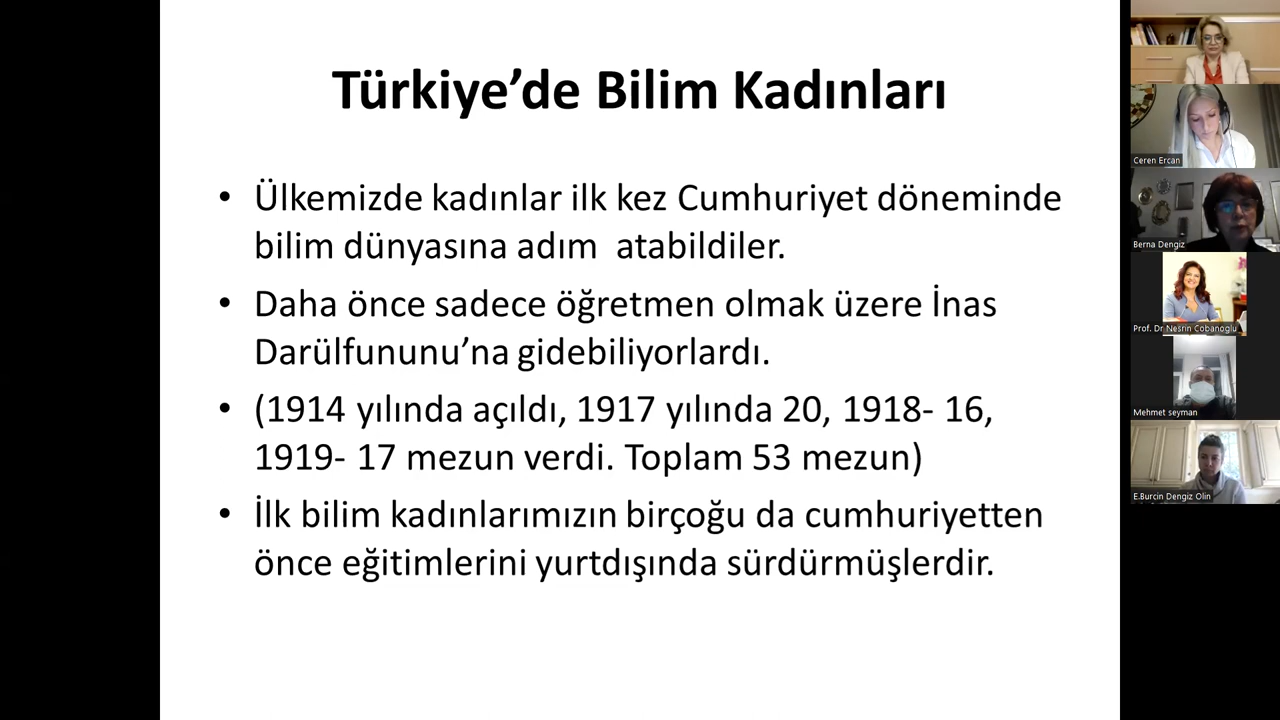 Türkiye’de Bilim Kadınları
• Ülkemizde kadınlar ilk kez Cumhuriyet döneminde
bilim dünyasına adım atabildiler.
• Daha önce sadece öğretmen olmak üzere İnas
Darülfununu’na gidebiliyorlardı.
• (1914 yılında açıldı, 1917 yılında 20, 1918- 16,
1919- 17 mezun verdi. Toplam 53 mezun)
• İlk bilim kadınlarımızın birçoğu da cumhuriyetten
önce eğitimlerini yurtdışında sürdürmüşlerdir.
Ceren Ercan
Berna Dengiz
Prof. Dr Nesrin Cobanoglu
Mehmet seyman
E.Burcin Dengiz Olin